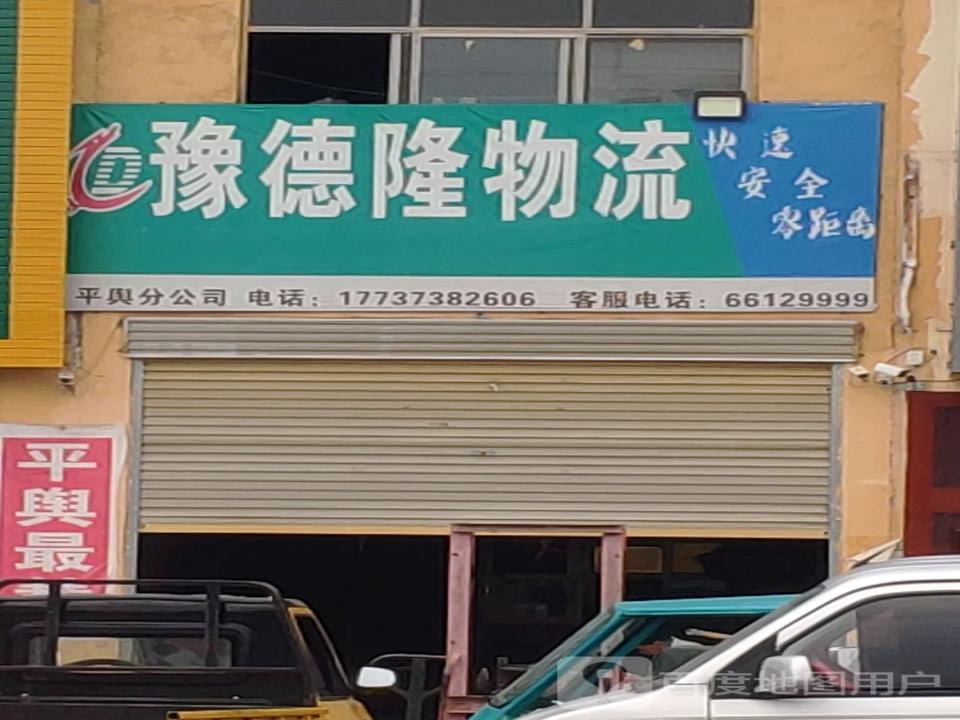 豫德隆物流
快速
安全
零距离
平舆分公司 电话：17737382606 客服电话：66129999
平舆最
百度地图用户